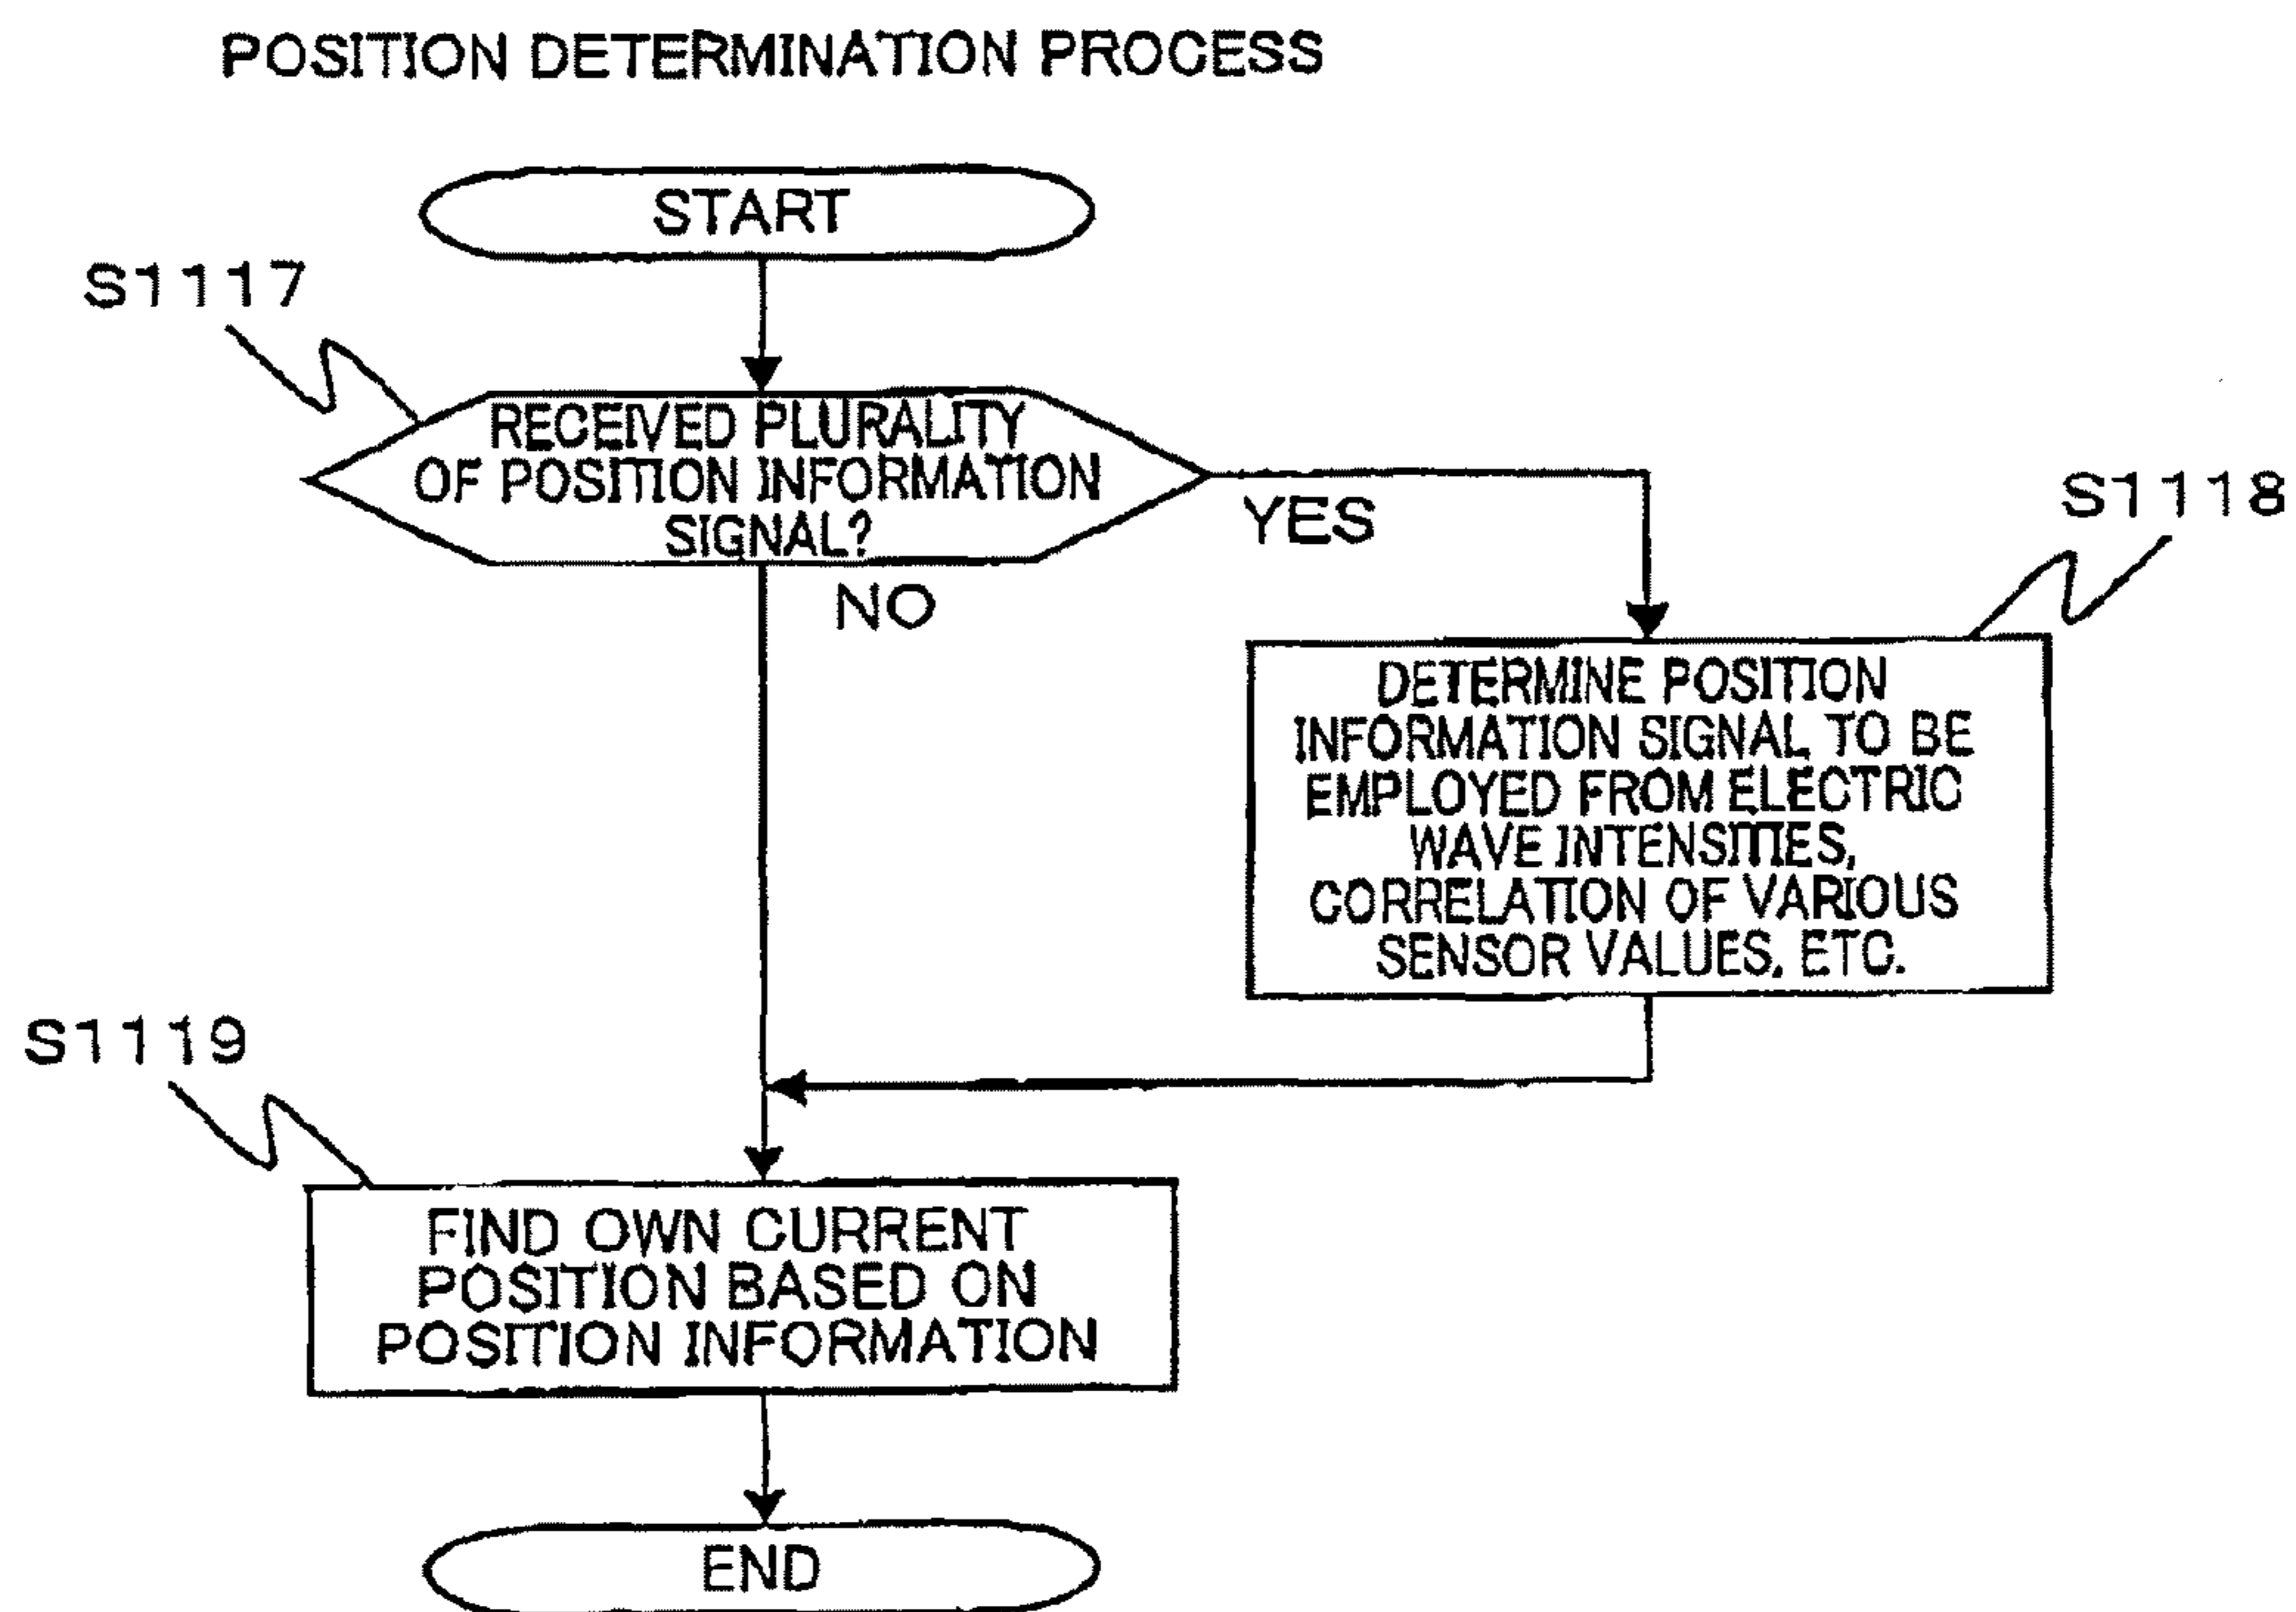 POSITION DETERMINATION PROCESS
START
S1117
RECEIVED PLURALITY
OF POSITION INFORMATION
SIGNAL?
YES
NO
S1118
DETERMINE POSITION
INFORMATION SIGNAL TO BE
EMPLOYED FROM ELECTRIC
WAVE INTENSITIES,
CORRELATION OF VARIOUS
SENSOR VALUES, ETC.
S1119
FIND OWN CURRENT
POSITION BASED ON
POSITION INFORMATION
END